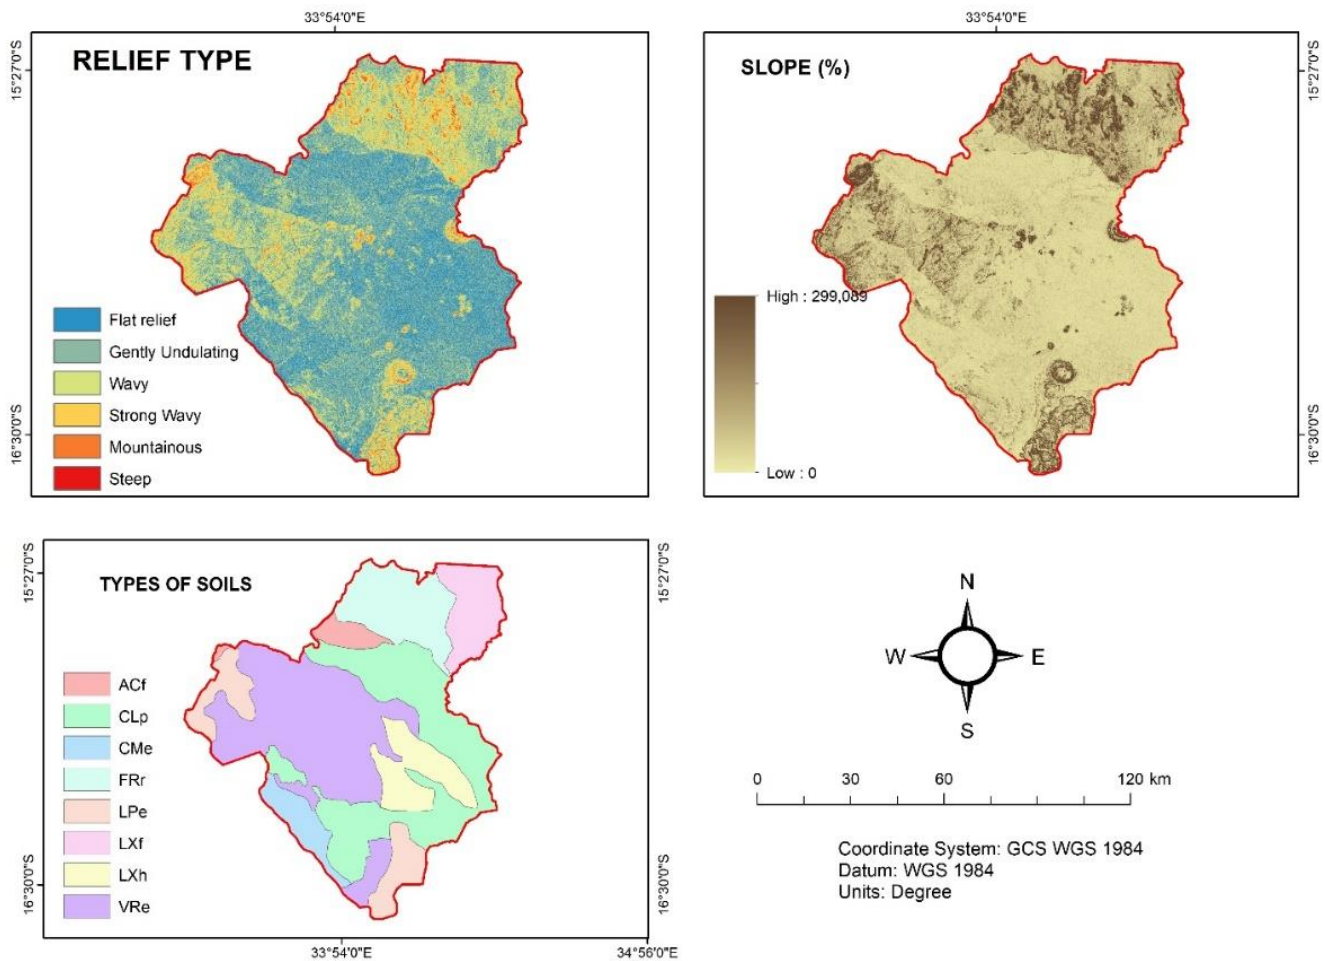 33°54'0"E
33°54'0"E
RELIEF TYPE
15°27'0"S
16°30'0"S
Flat relief
Gently Undulating
Wavy
Strong Wavy
Mountainous
Steep
SLOPE (%)
High : 299,089
Low : 0
15°27'0"S
16°30'0"S
15°27'0"S
16°30'0"S
TYPES OF SOILS
ACf
CLp
CMe
FRr
LPe
LXf
LXh
VRe
15°27'0"S
16°30'0"S
33°54'0"E
34°56'0"E
N
W
E
S
0 30 60 120 km
Coordinate System: GCS WGS 1984
Datum: WGS 1984
Units: Degree